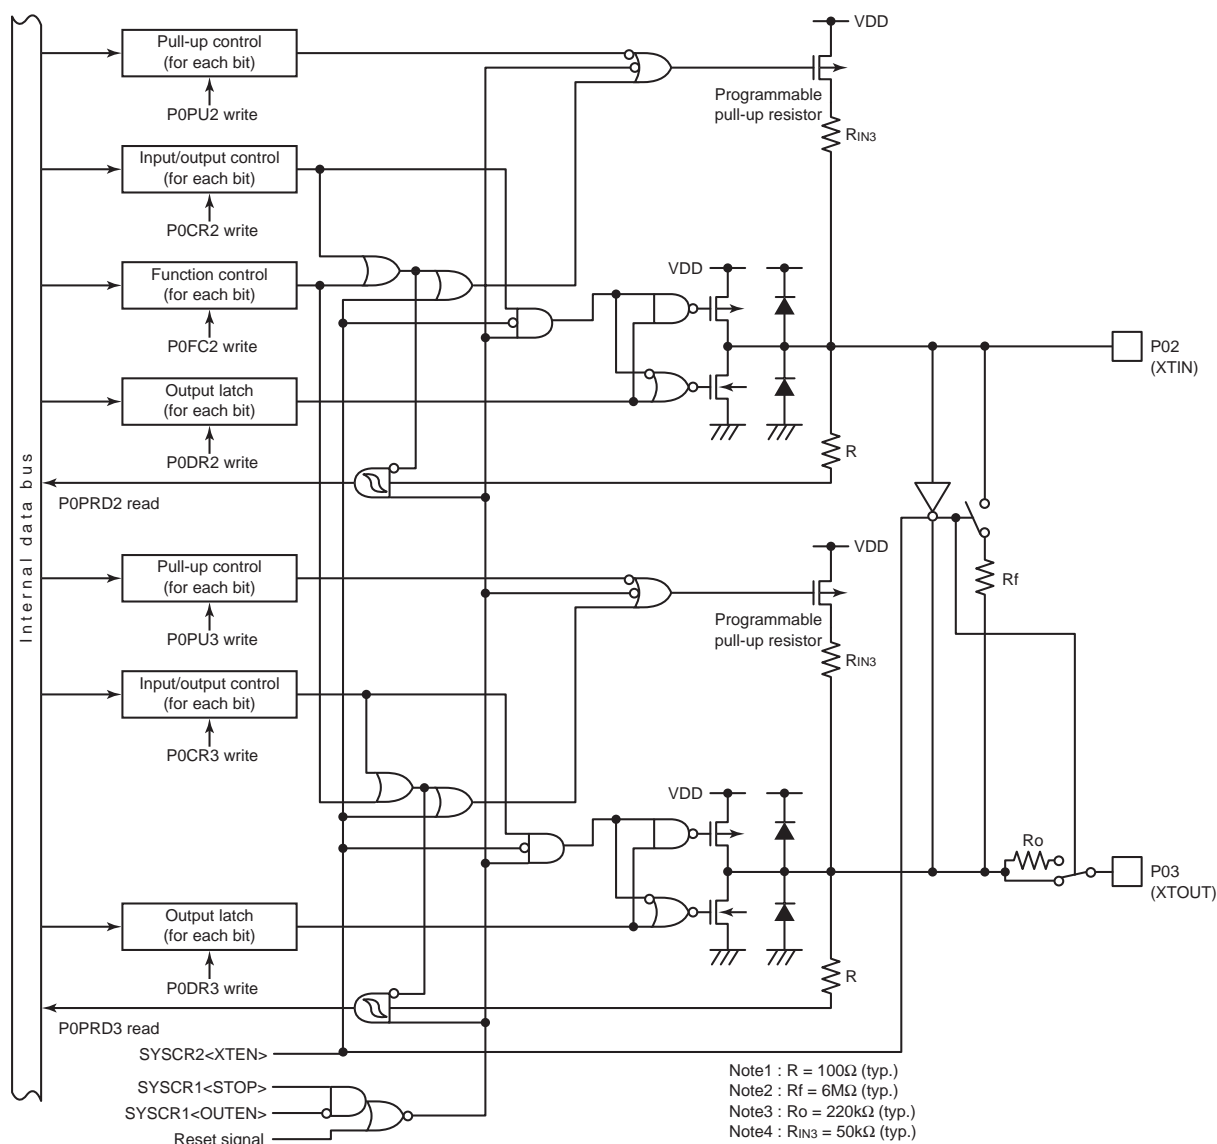 VDD
Pull-up control
(for each bit)
P0PU2 write
Programmable
pull-up resistor
RIN3
Input/output control
(for each bit)
P0CR2 write
Function control
(for each bit)
P0FC2 write
VDD
P02
(XTIN)
Output latch
(for each bit)
P0DR2 write
R
P0PRD2 read
Internal data bus
VDD
Pull-up control
(for each bit)
P0PU3 write
Rf
Programmable
pull-up resistor
RIN3
Input/output control
(for each bit)
P0CR3 write
VDD
Ro
P03
(XTOUT)
Output latch
(for each bit)
P0DR3 write
R
P0PRD3 read
SYSCR2<XTEN>
SYSCR1<STOP>
SYSCR1<OUTEN>
Reset signal
Note1 : R = 100Ω (typ.)
Note2 : Rf = 6MΩ (typ.)
Note3 : Ro = 220kΩ (typ.)
Note4 : RIN3 = 50kΩ (typ.)